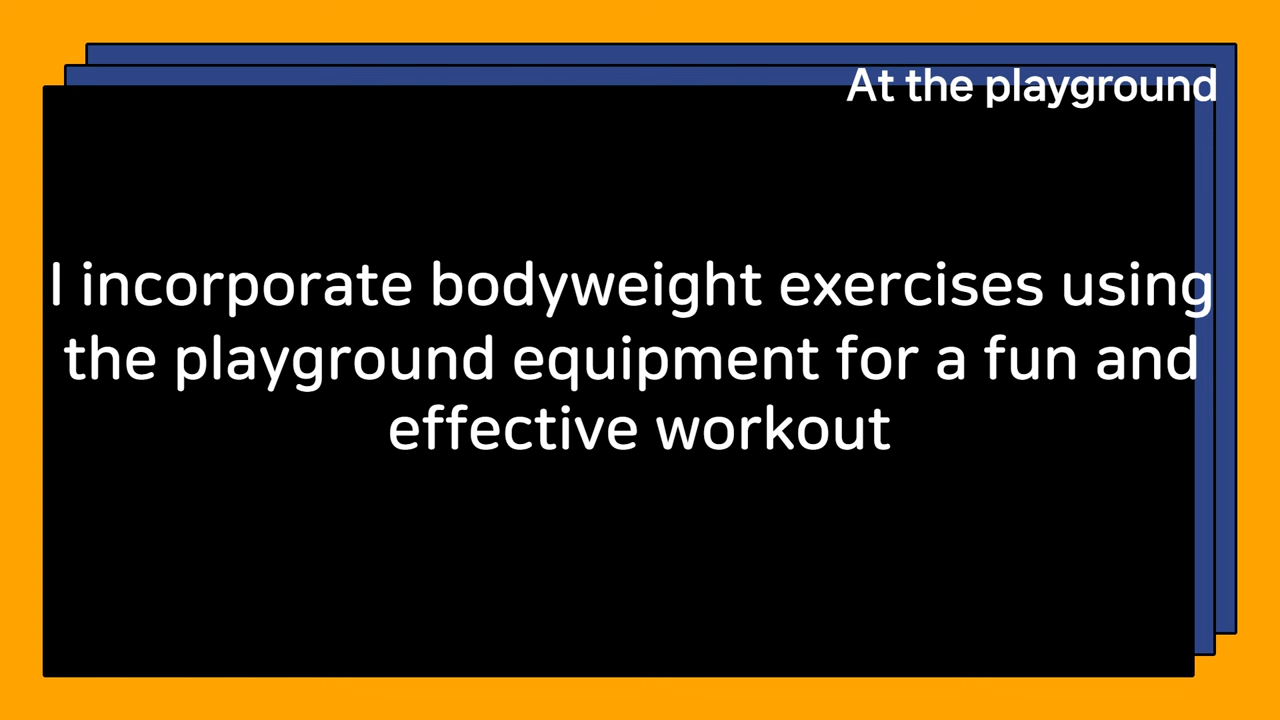 At the playground
I incorporate bodyweight exercises using
the playground equipment for a fun and
effective workout